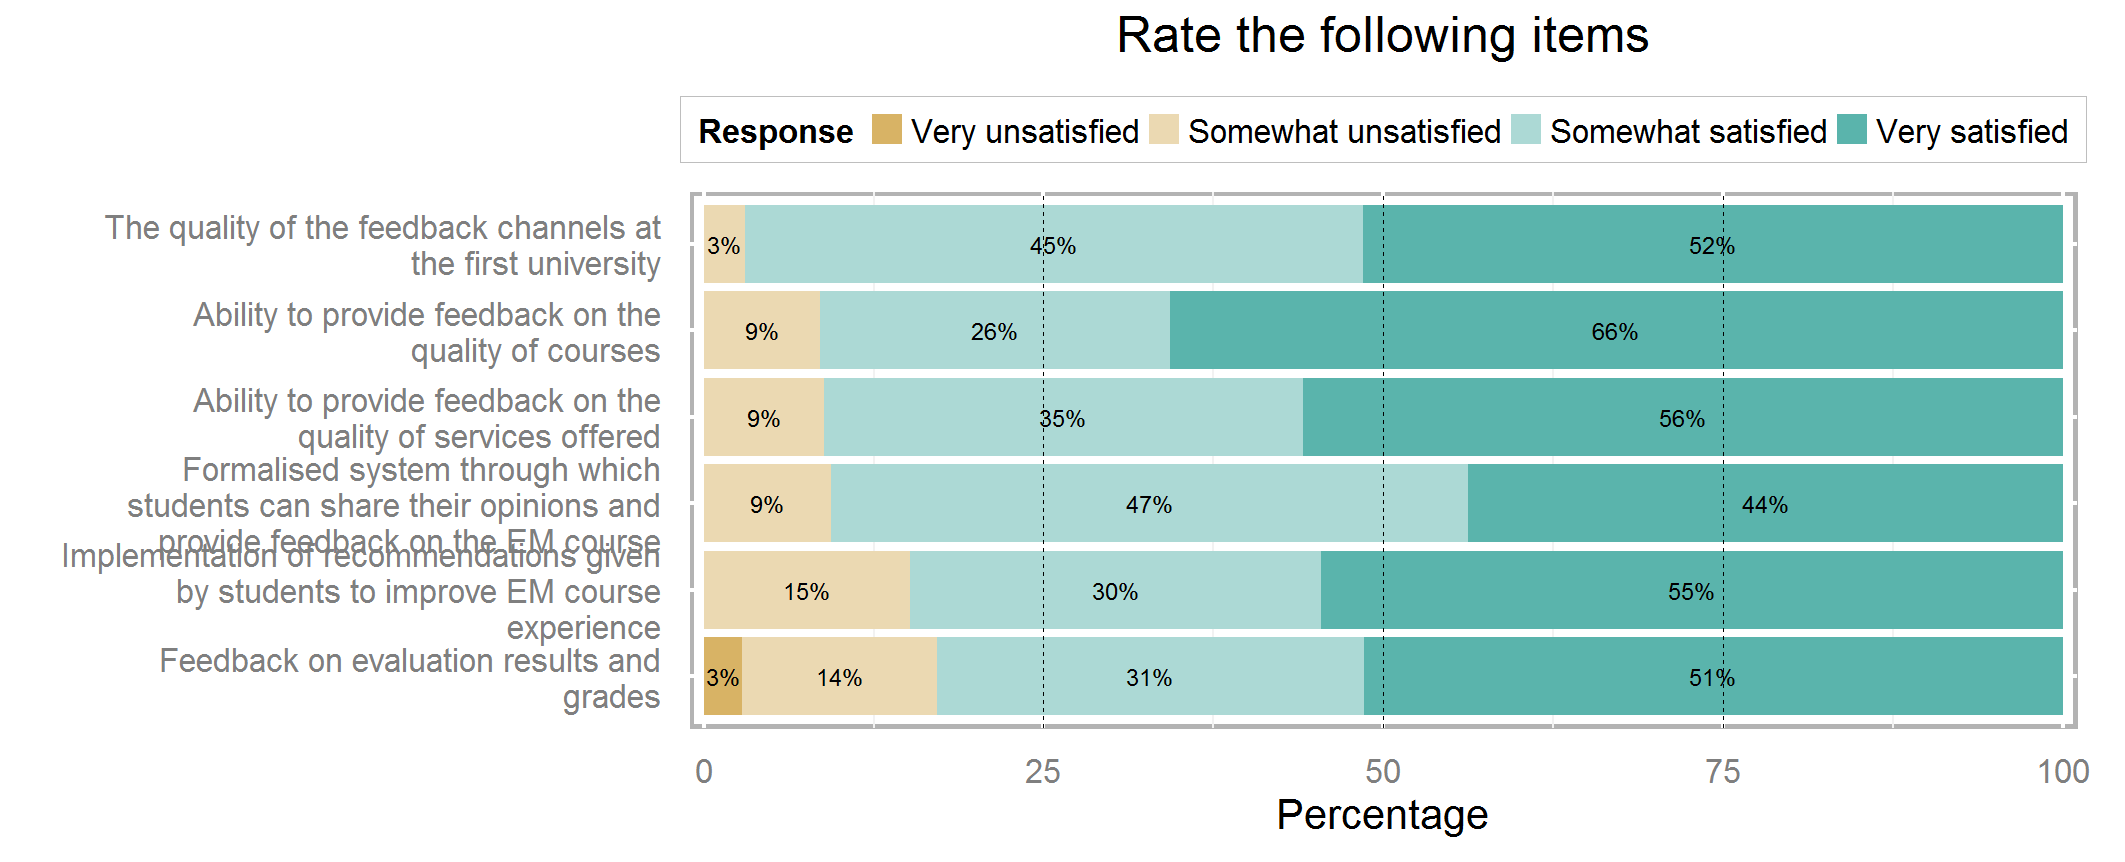 Rate the following items
Response Very unsatisfied Somewhat unsatisfied Somewhat satisfied Very satisfied
The quality of the feedback channels at
the first university
3% 45% 52%
Ability to provide feedback on the
quality of courses
9% 26% 66%
Ability to provide feedback on the
quality of services offered
9% 35% 56%
Formalised system through which
students can share their opinions and
provide feedback on the EM course
9% 47% 44%
Implementation of recommendations given
by students to improve EM course
experience
15% 30% 55%
Feedback on evaluation results and
grades
3% 14% 31% 51%
0 25 50 75 100
Percentage